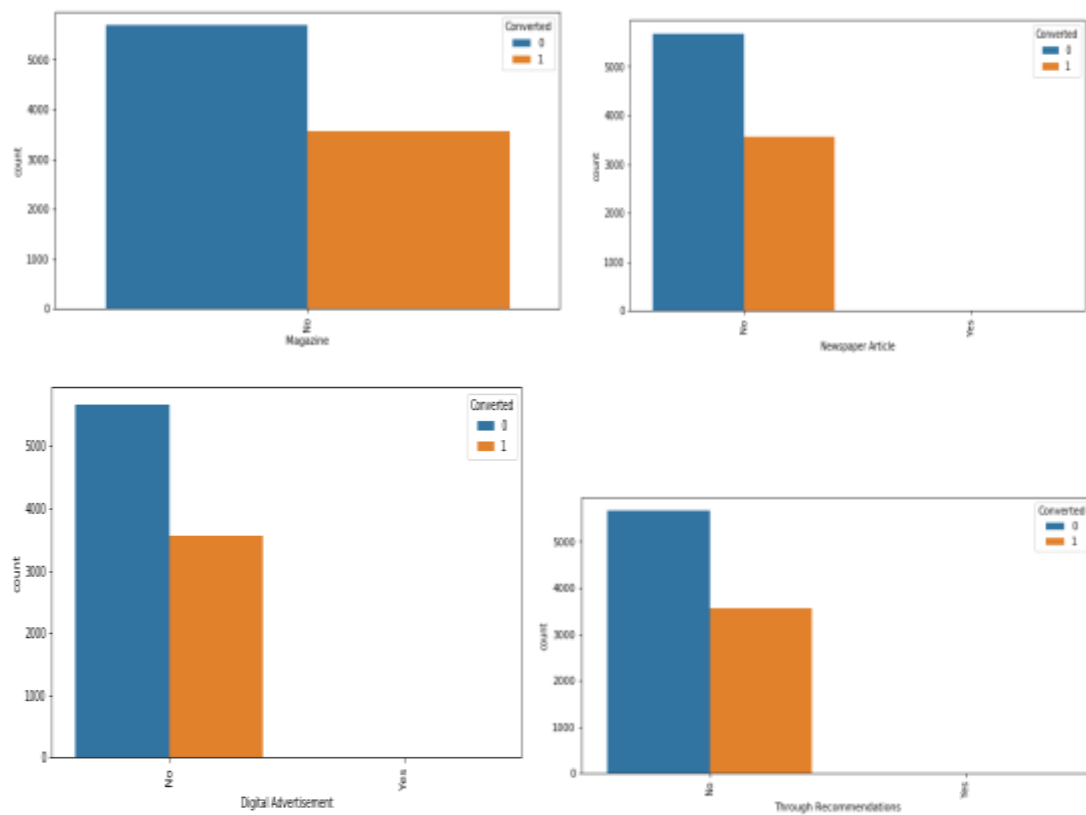 Converted
0
1
5000
4000
3000
2000
1000
0
count
No
Magazine
Converted
0
1
5000
4000
3000
2000
1000
0
count
No
Yes
Newspaper Article
Converted
0
1
5000
4000
3000
2000
1000
0
count
No
Yes
Digital Advertisement
Converted
0
1
5000
4000
3000
2000
1000
0
count
No
Yes
Through Recommendations